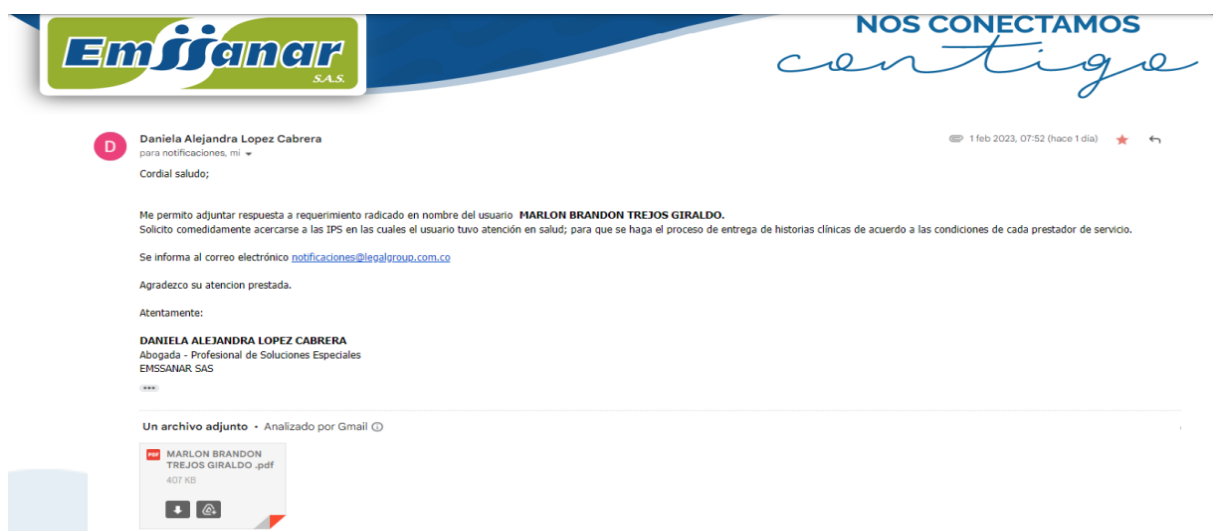 Emssanar
S.A.S.
NOS CONECTAMOS
contigo
D
Daniela Alejandra Lopez Cabrera
1 feb 2023, 07:52 (hace 1 día)
para notificaciones, mi
Cordial saludo;
Me permito adjuntar respuesta a requerimiento radicado en nombre del usuario MARLON BRANDON TREJOS GIRALDO.
Solicito comedidamente acercarse a las IPS en las cuales el usuario tuvo atención en salud; para que se haga el proceso de entrega de historias clínicas de acuerdo a las condiciones de cada prestador de servicio.
Se informa al correo electrónico notificaciones@legalgroup.com.co
Agradezco su atencion prestada.
Atentamente:
DANIELA ALEJANDRA LOPEZ CABRERA
Abogada - Profesional de Soluciones Especiales
EMSSANAR SAS
Un archivo adjunto • Analizado por Gmail
PDF
MARLON BRANDON
TREJOS GIRALDO .pdf
407 KB